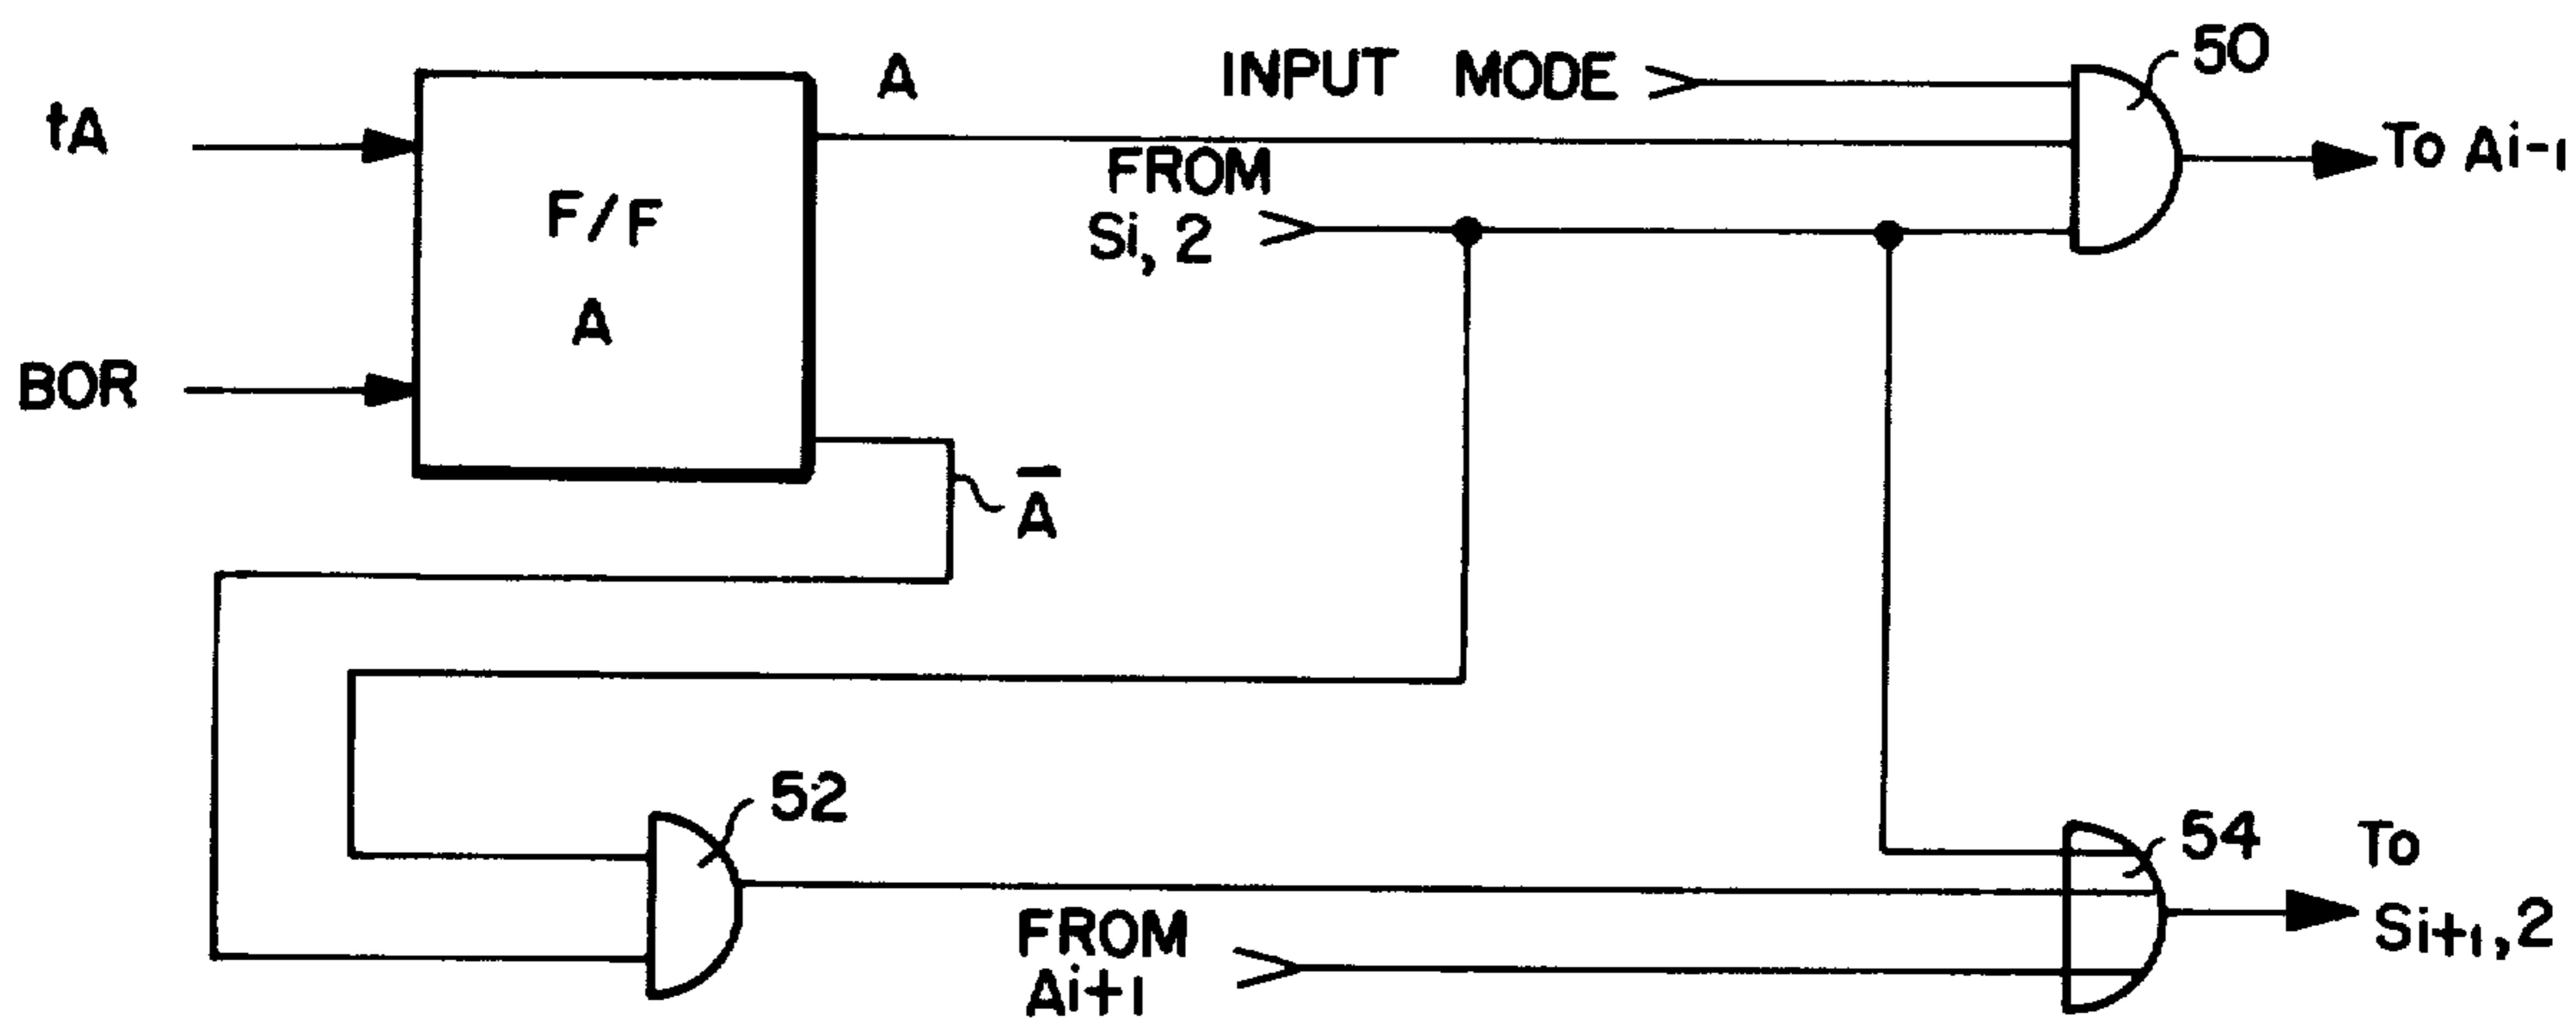 tA
BOR
F/F
A
A
A̅
INPUT MODE
FROM
Si, 2
50
To Ai-1
52
FROM
Ai+1
54
To
Si+1, 2